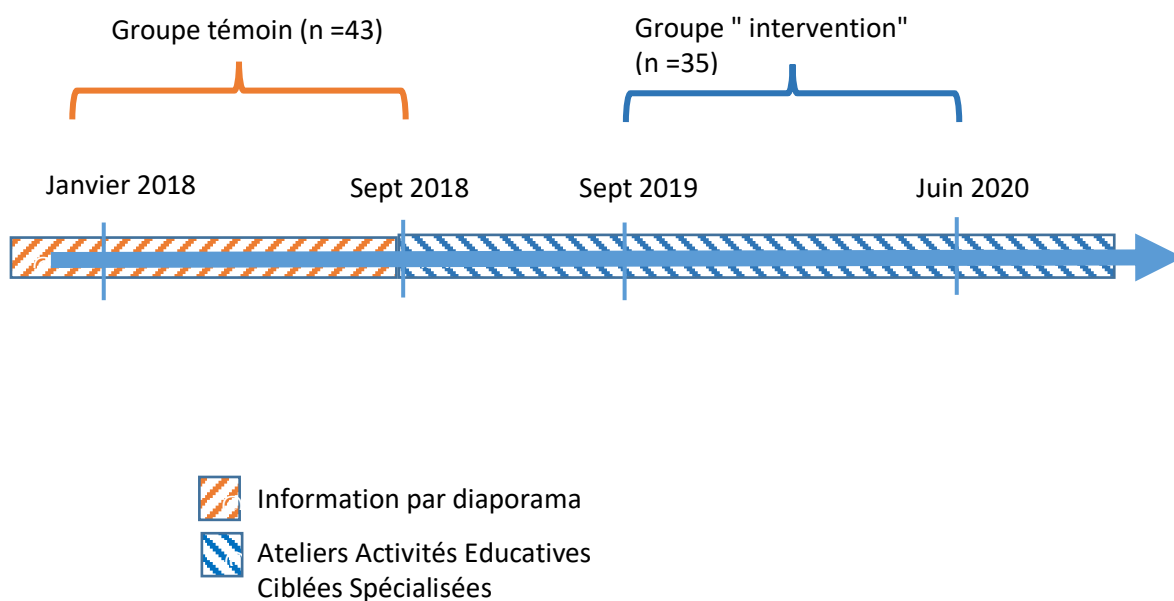 Groupe témoin (n =43)
Groupe " intervention"
(n =35)
Janvier 2018
Sept 2018
Sept 2019
Juin 2020
Information par diaporama
Ateliers Activités Educatives
Ciblées Spécialisées